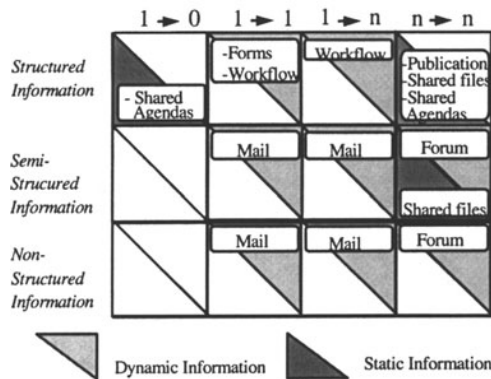 1 → 0 1 → 1 1 → n n → n
Structured
Information
- Shared
Agendas
-Forms
-Workflow
Workflow
-Publication
-Shared files
-Shared
Agendas
Semi-
Strucured
Information
Mail
Mail
Forum
Shared files
Non-
Structured
Information
Mail
Mail
Forum
Dynamic Information
Static Information